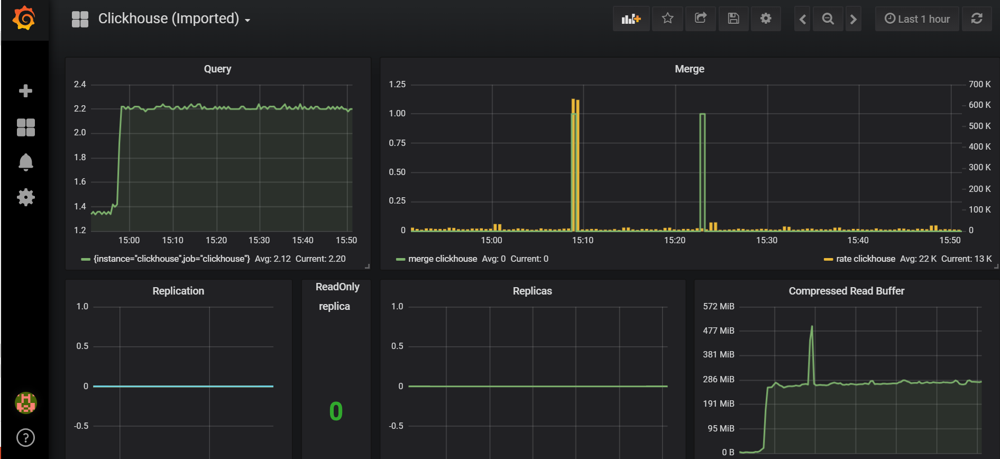 Clickhouse (Imported)
Last 1 hour
Query
2.4
2.2
2.0
1.8
1.6
1.4
1.2
15:00 15:10 15:20 15:30 15:40 15:50
{instance="clickhouse",job="clickhouse"} Avg: 2.12 Current: 2.20
Merge
1.25
1.00
0.75
0.50
0.25
0
700 K
600 K
500 K
400 K
300 K
200 K
100 K
0
15:00 15:10 15:20 15:30 15:40 15:50
merge clickhouse Avg: 0 Current: 0
rate clickhouse Avg: 22 K Current: 13 K
Replication
1.0
0.5
0
-0.5
ReadOnly
replica
0
Replicas
1.0
0.5
0
-0.5
Compressed Read Buffer
572 MiB
477 MiB
381 MiB
286 MiB
191 MiB
95 MiB
0 B